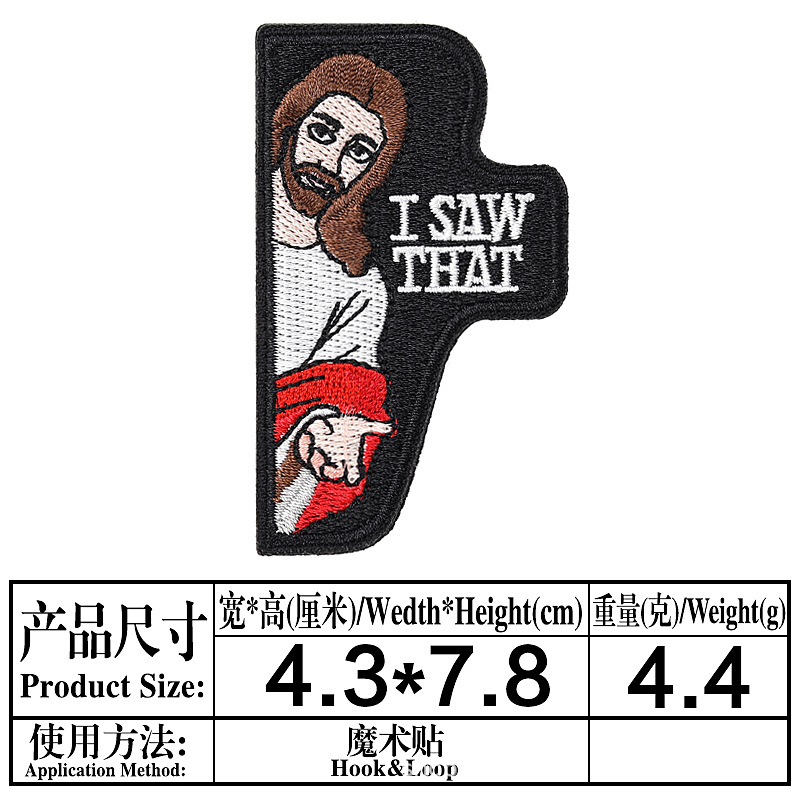 I SAW
THAT
产品尺寸
Product Size:
宽*高(厘米)/Wedth*Height(cm)
重量(克)/Weight(g)
4.3*7.8
4.4
使用方法:
Application Method:
魔术贴
Hook&Loop